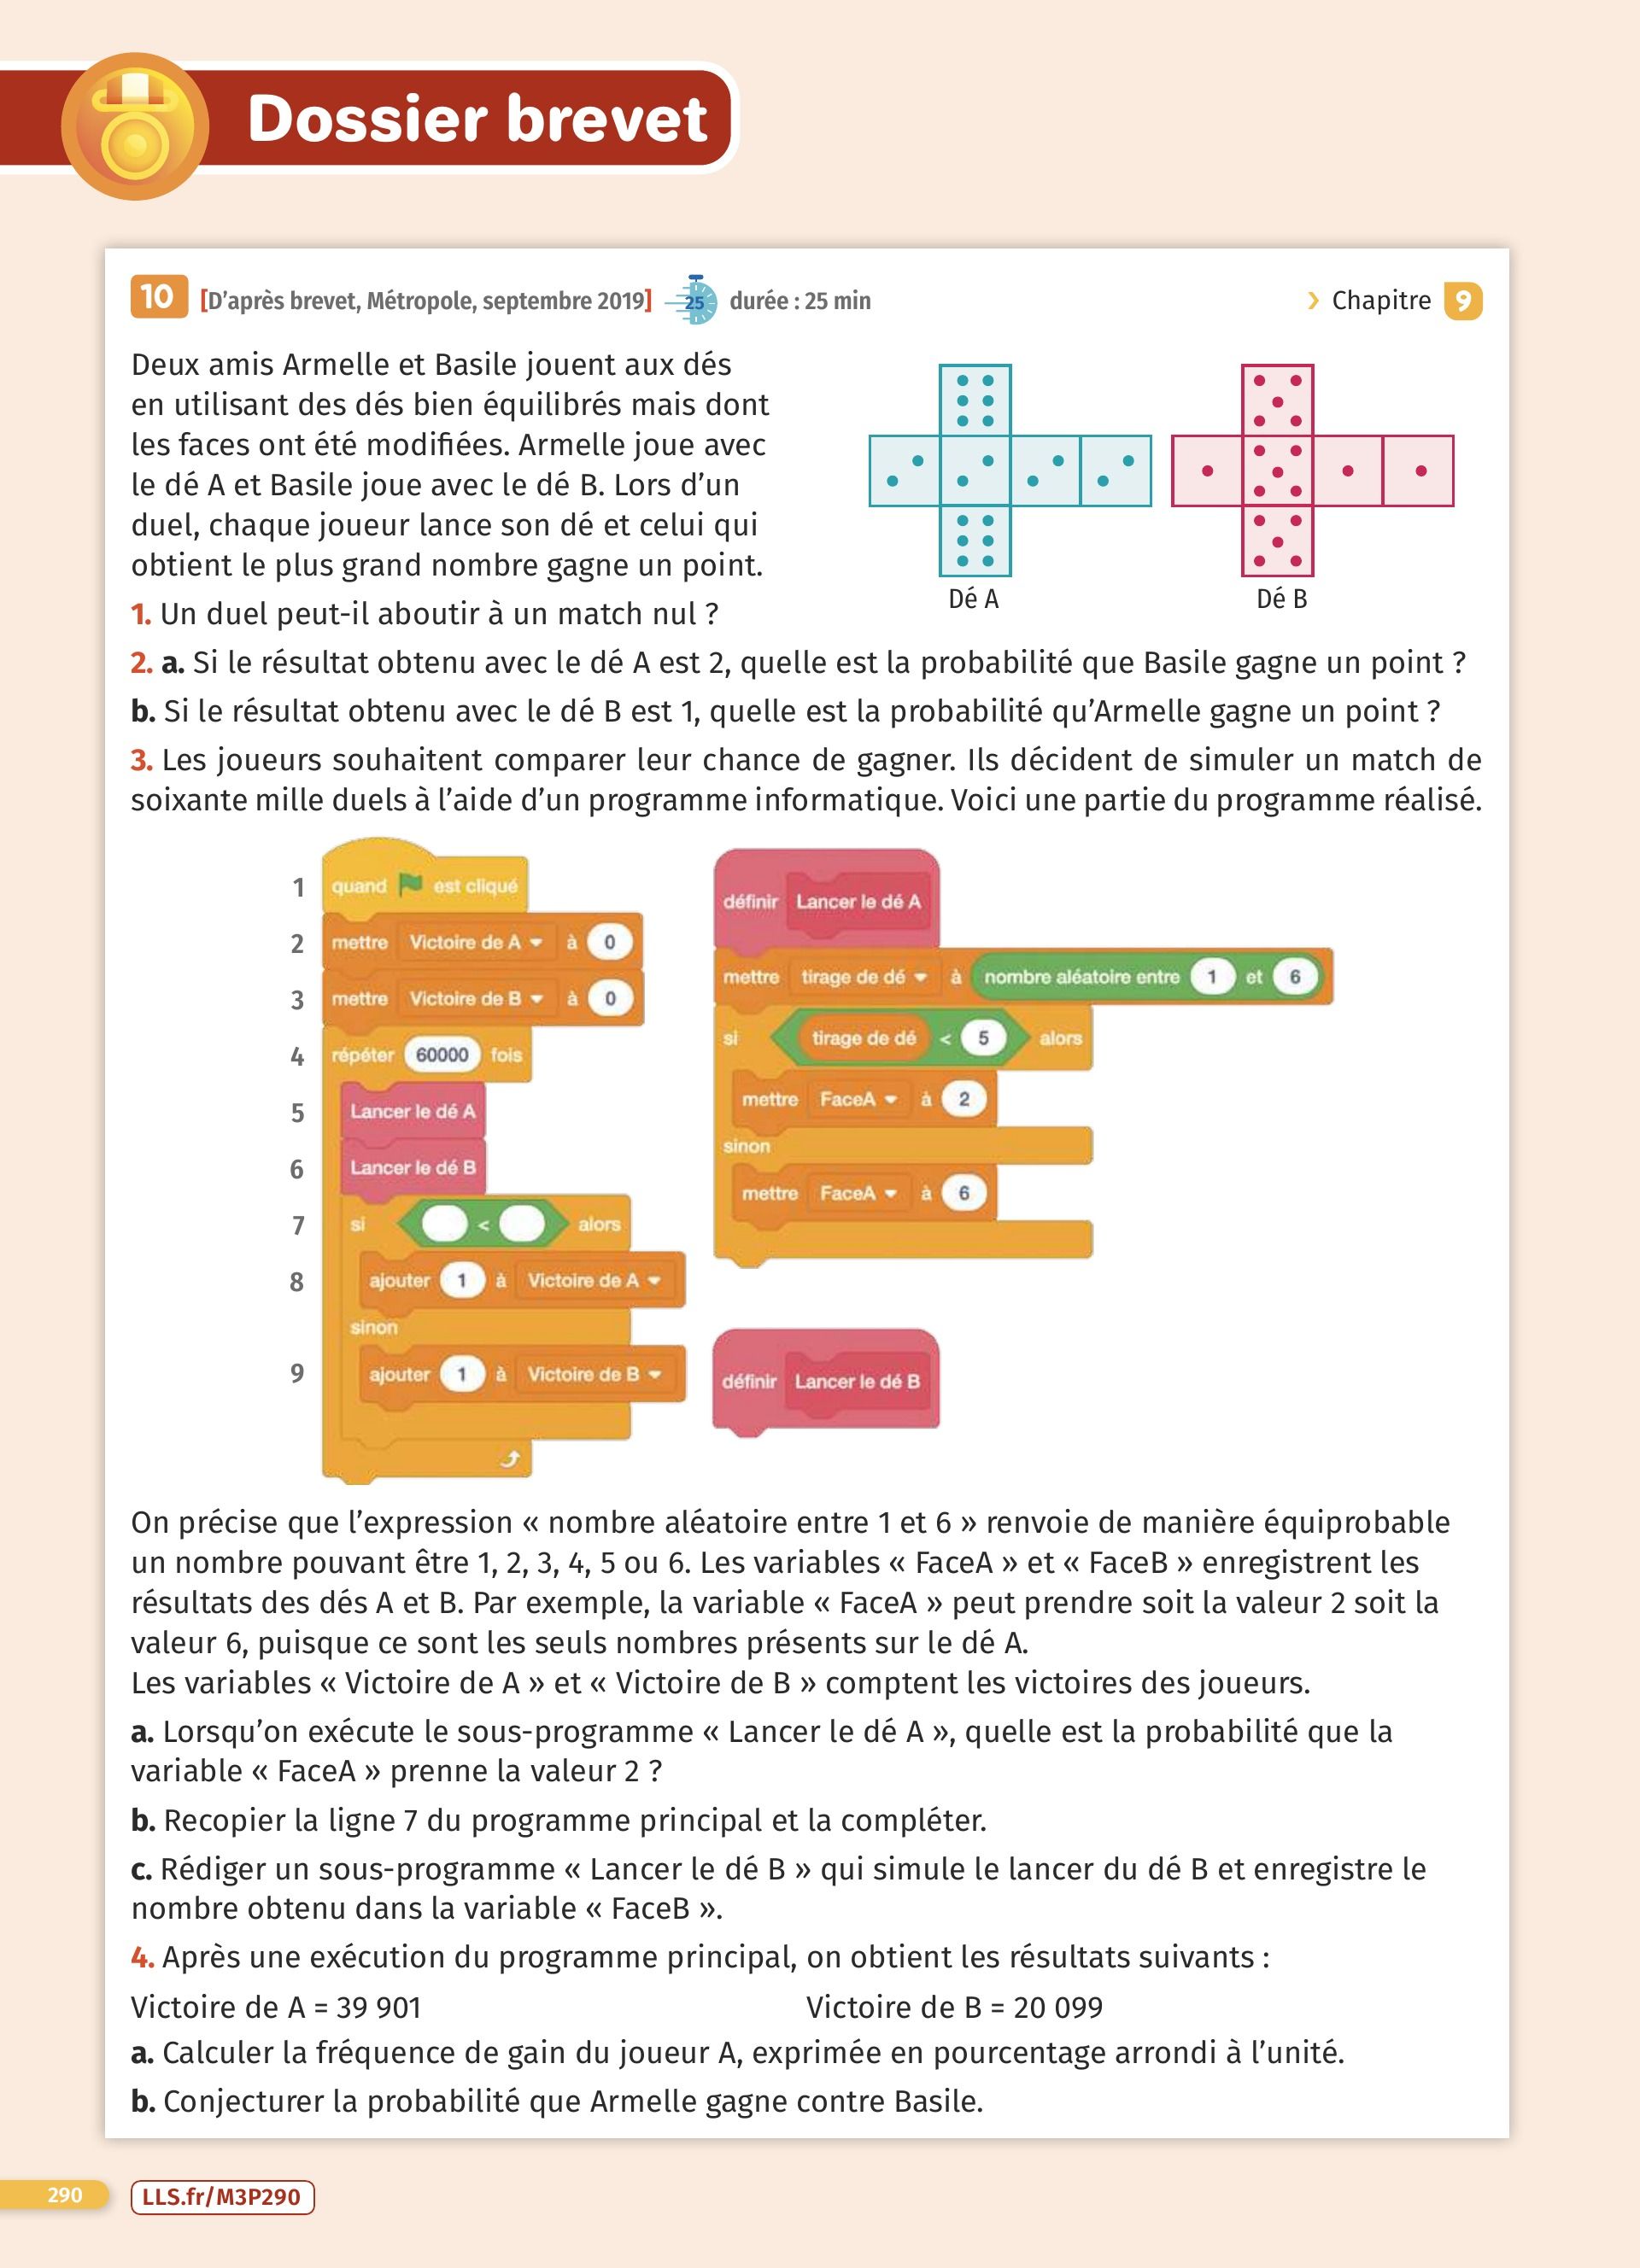 Dossier brevet
10 [D'après brevet, Métropole, septembre 2019] 25 durée : 25 min
› Chapitre 9
Deux amis Armelle et Basile jouent aux dés
en utilisant des dés bien équilibrés mais dont
les faces ont été modifiées. Armelle joue avec
le dé A et Basile joue avec le dé B. Lors d'un
duel, chaque joueur lance son dé et celui qui
obtient le plus grand nombre gagne un point.
Dé A
Dé B
1. Un duel peut-il aboutir à un match nul ?
2. a. Si le résultat obtenu avec le dé A est 2, quelle est la probabilité que Basile gagne un point ?
b. Si le résultat obtenu avec le dé B est 1, quelle est la probabilité qu'Armelle gagne un point ?
3. Les joueurs souhaitent comparer leur chance de gagner. Ils décident de simuler un match de
soixante mille duels à l'aide d'un programme informatique. Voici une partie du programme réalisé.
1 quand est cliqué
2 mettre Victoire de A à 0
3 mettre Victoire de B à 0
4 répéter 60000 fois
5 Lancer le dé A
6 Lancer le dé B
7 si < alors
8 ajouter 1 à Victoire de A
sinon
9 ajouter 1 à Victoire de B
définir Lancer le dé A
mettre tirage de dé à nombre aléatoire entre 1 et 6
si tirage de dé < 5 alors
mettre FaceA à 2
sinon
mettre FaceA à 6
définir Lancer le dé B
On précise que l'expression « nombre aléatoire entre 1 et 6 » renvoie de manière équiprobable
un nombre pouvant être 1, 2, 3, 4, 5 ou 6. Les variables « FaceA » et « FaceB » enregistrent les
résultats des dés A et B. Par exemple, la variable « FaceA » peut prendre soit la valeur 2 soit la
valeur 6, puisque ce sont les seuls nombres présents sur le dé A.
Les variables « Victoire de A » et « Victoire de B » comptent les victoires des joueurs.
a. Lorsqu'on exécute le sous-programme « Lancer le dé A », quelle est la probabilité que la
variable « FaceA » prenne la valeur 2 ?
b. Recopier la ligne 7 du programme principal et la compléter.
c. Rédiger un sous-programme « Lancer le dé B » qui simule le lancer du dé B et enregistre le
nombre obtenu dans la variable « FaceB ».
4. Après une exécution du programme principal, on obtient les résultats suivants :
Victoire de A = 39 901 Victoire de B = 20 099
a. Calculer la fréquence de gain du joueur A, exprimée en pourcentage arrondi à l'unité.
b. Conjecturer la probabilité que Armelle gagne contre Basile.
290
LLS.fr/M3P290